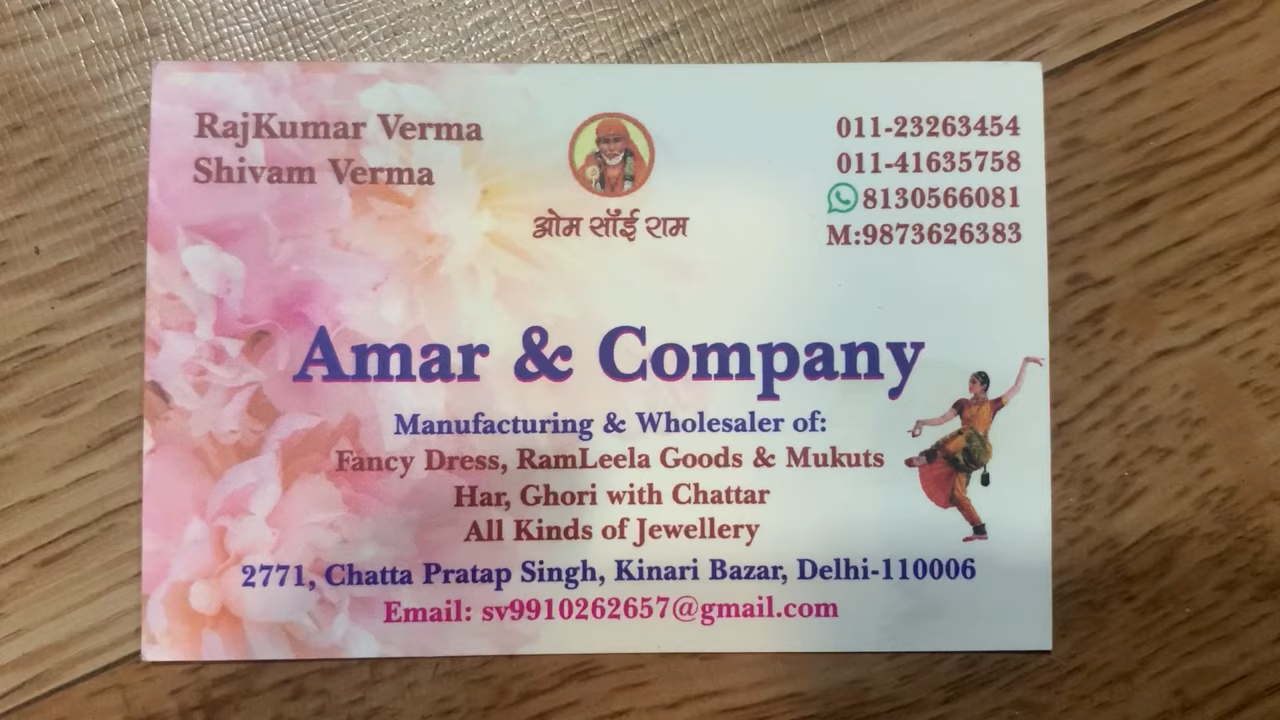 RajKumar Verma
Shivam Verma
ओम साँई राम
011-23263454
011-41635758
8130566081
M:9873626383
Amar & Company
Manufacturing & Wholesaler of:
Fancy Dress, RamLeela Goods & Mukuts
Har, Ghori with Chattar
All Kinds of Jewellery
2771, Chatta Pratap Singh, Kinari Bazar, Delhi-110006
Email: sv9910262657@gmail.com